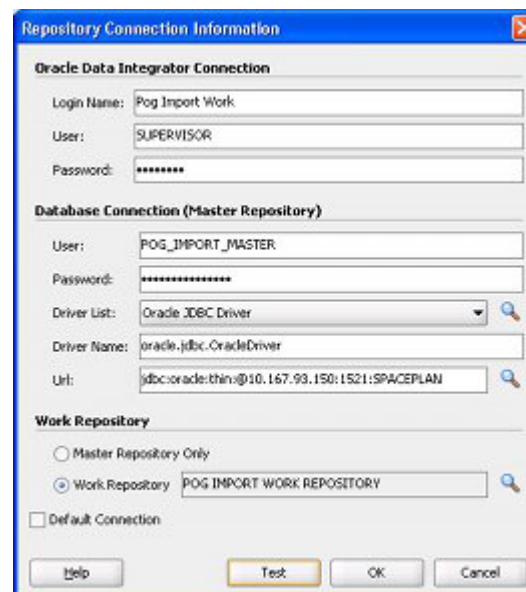 Repository Connection Information
Oracle Data Integrator Connection
Login Name: Pog Import Work
User: SUPERVISOR
Password: ••••••••
Database Connection (Master Repository)
User: POG_IMPORT_MASTER
Password: •••••••••••••••
Driver List: Oracle JDBC Driver
Driver Name: oracle.jdbc.OracleDriver
Url: jdbc:oracle:thin:@10.167.93.150:1521:SPACEPLAN
Work Repository
Master Repository Only
Work Repository POG IMPORT WORK REPOSITORY
Default Connection
Help Test OK Cancel